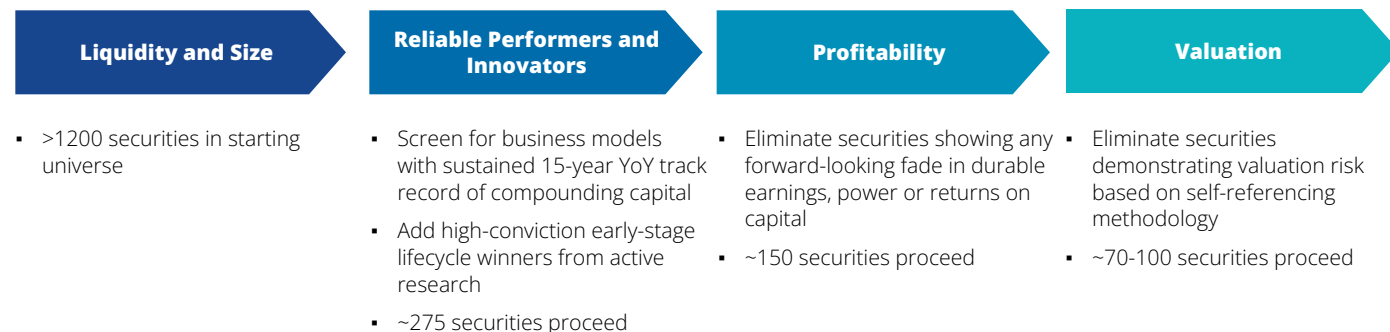 Liquidity and Size
▪ >1200 securities in starting
universe
Reliable Performers and
Innovators
▪ Screen for business models
with sustained 15-year YoY track
record of compounding capital
▪ Add high-conviction early-stage
lifecycle winners from active
research
▪ ~275 securities proceed
Profitability
▪ Eliminate securities showing any
forward-looking fade in durable
earnings, power or returns on
capital
▪ ~150 securities proceed
Valuation
▪ Eliminate securities
demonstrating valuation risk
based on self-referencing
methodology
▪ ~70-100 securities proceed